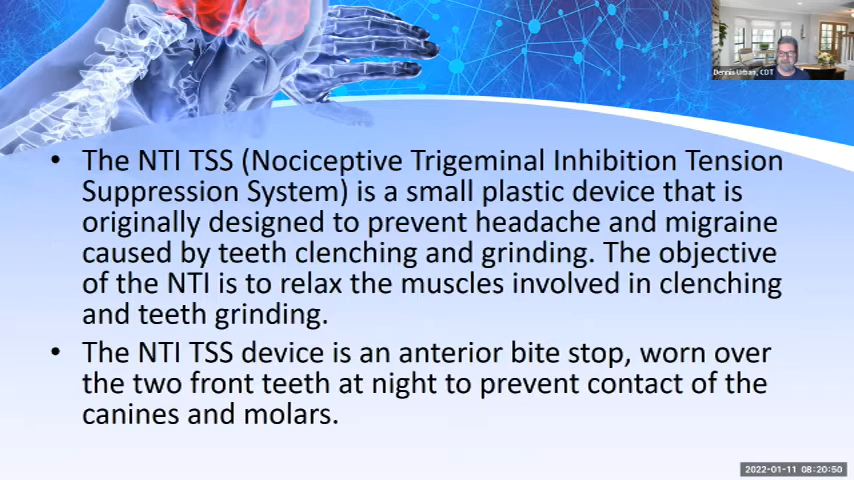 Dennis Urban, CDT
• The NTI TSS (Nociceptive Trigeminal Inhibition Tension
Suppression System) is a small plastic device that is
originally designed to prevent headache and migraine
caused by teeth clenching and grinding. The objective
of the NTI is to relax the muscles involved in clenching
and teeth grinding.
• The NTI TSS device is an anterior bite stop, worn over
the two front teeth at night to prevent contact of the
canines and molars.
2022-01-11 08:20:50